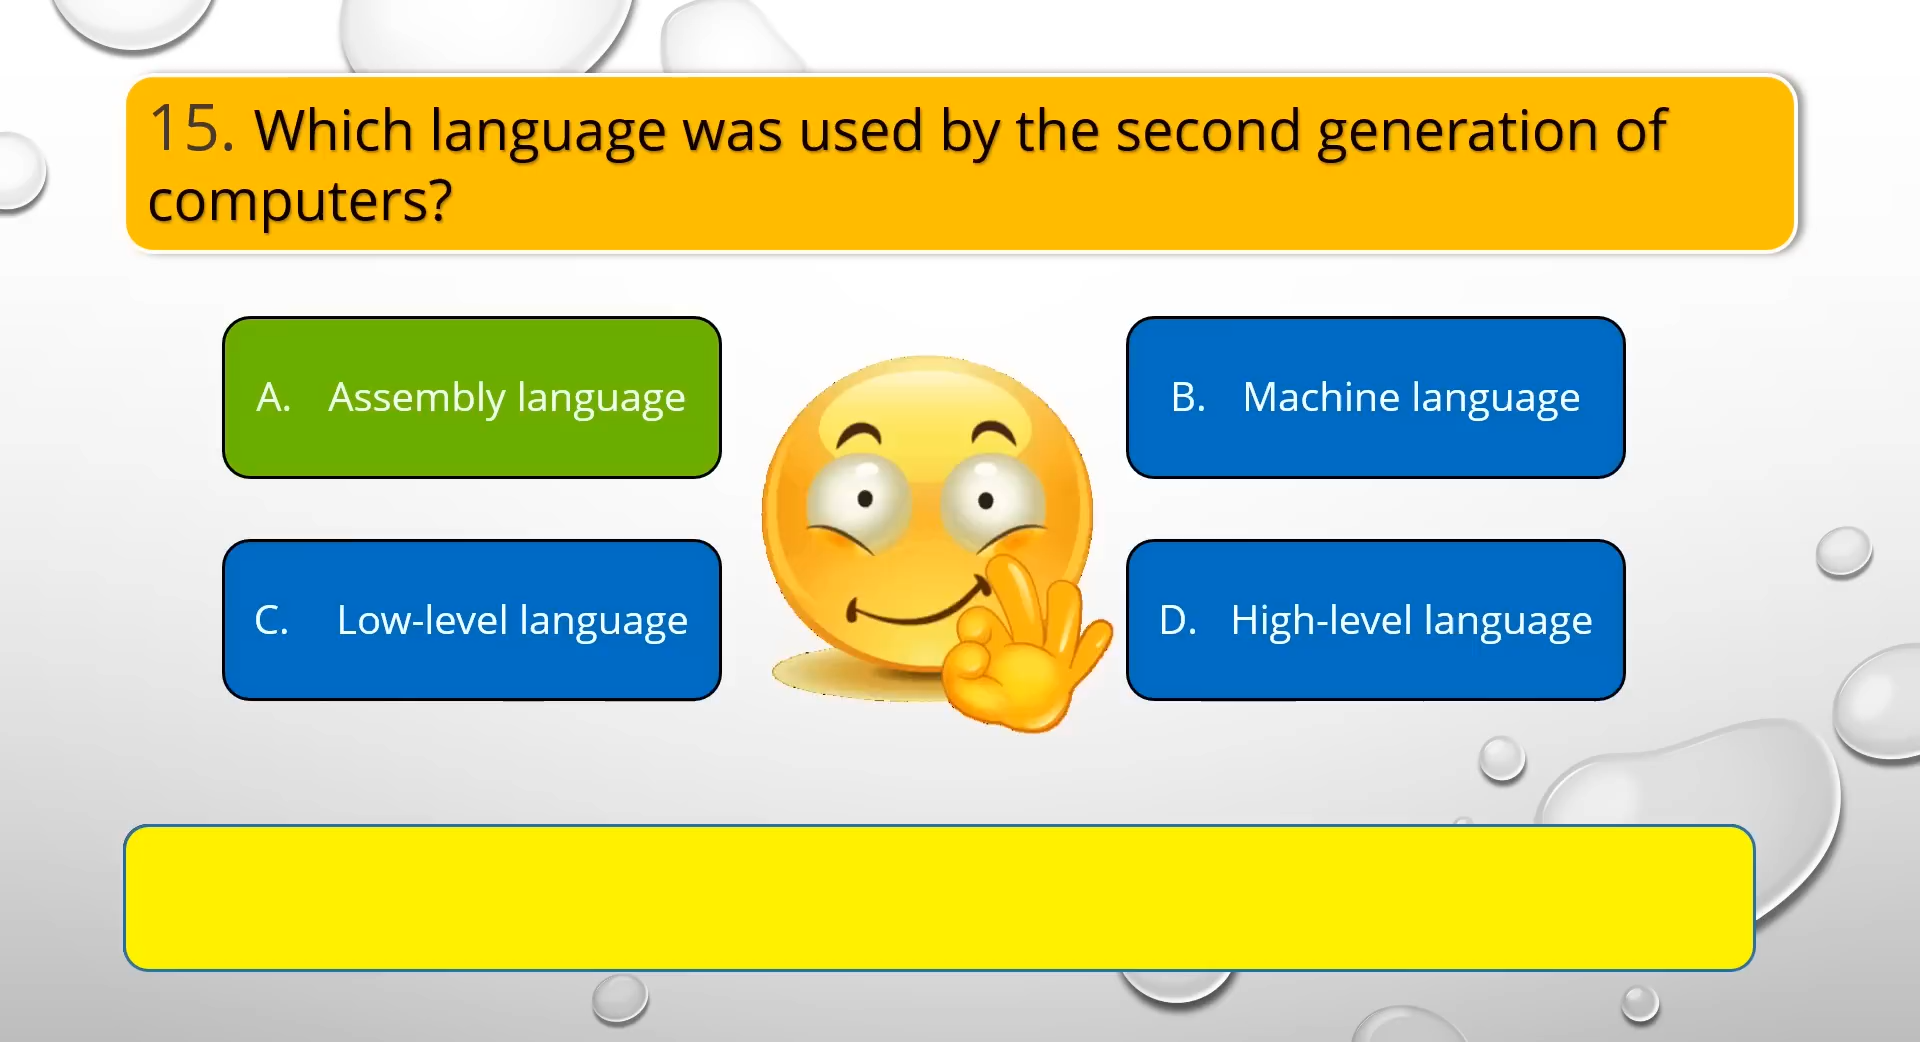 15. Which language was used by the second generation of
computers?
A. Assembly language
B. Machine language
C. Low-level language
D. High-level language